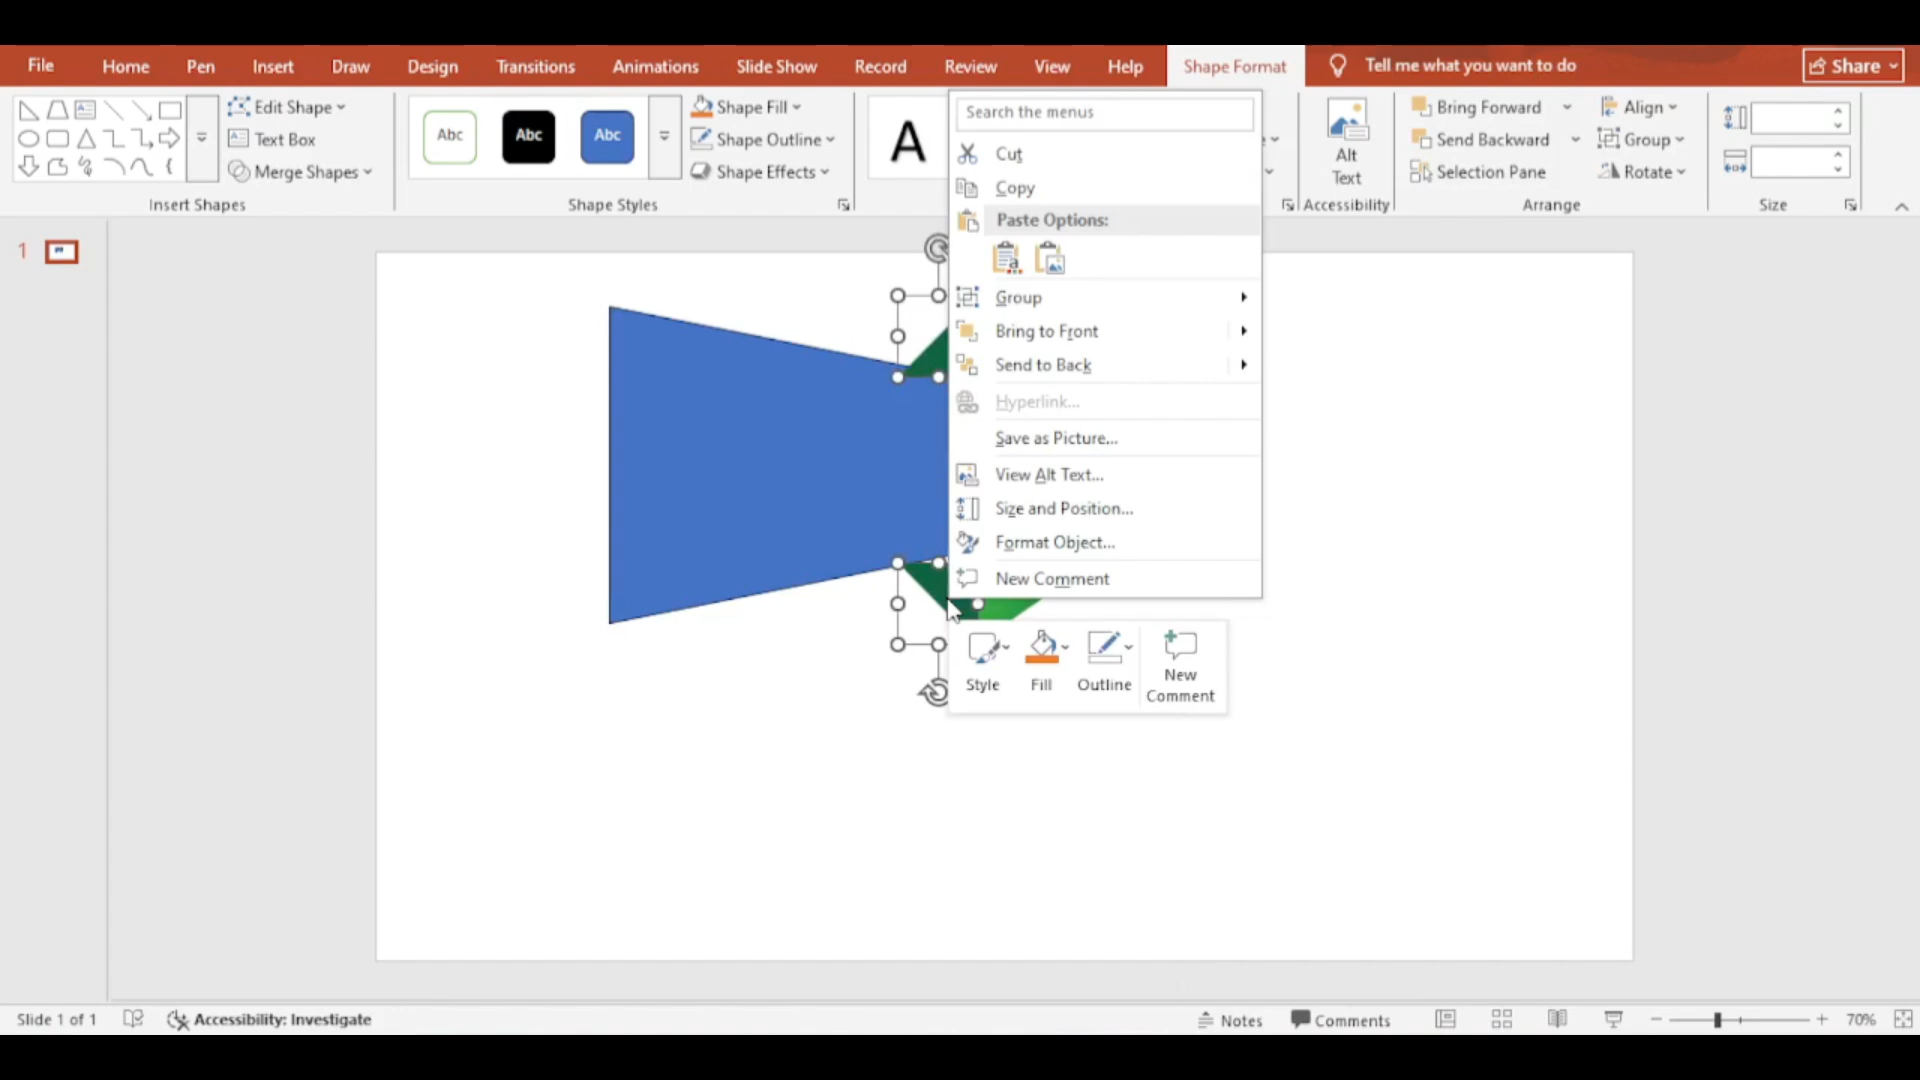 File Home Pen Insert Draw Design Transitions Animations Slide Show Record Review View Help Shape Format Tell me what you want to do Share
Edit Shape
Text Box
Merge Shapes
Insert Shapes
Abc Abc Abc
Shape Fill
Shape Outline
Shape Effects
Shape Styles
A
Alt
Text
Accessibility
Bring Forward
Send Backward
Selection Pane
Align
Group
Rotate
Arrange
Size
1
Search the menus
Cut
Copy
Paste Options:
Group
Bring to Front
Send to Back
Hyperlink...
Save as Picture...
View Alt Text...
Size and Position...
Format Object...
New Comment
Style
Fill
Outline
New
Comment
Slide 1 of 1
Accessibility: Investigate
Notes
Comments
70%